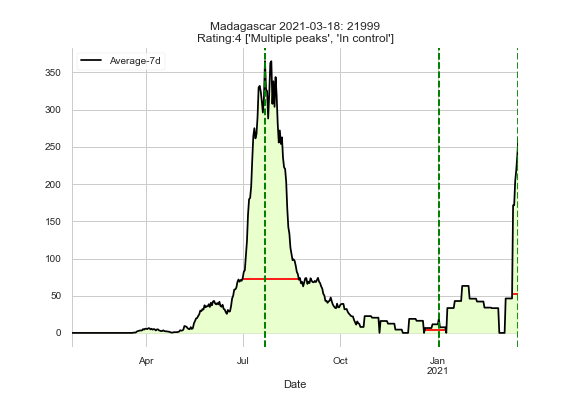 Madagascar 2021-03-18: 21999
Rating:4 ['Multiple peaks', 'In control']
Average-7d
350
300
250
200
150
100
50
0
Apr
Jul
Oct
Jan
2021
Date